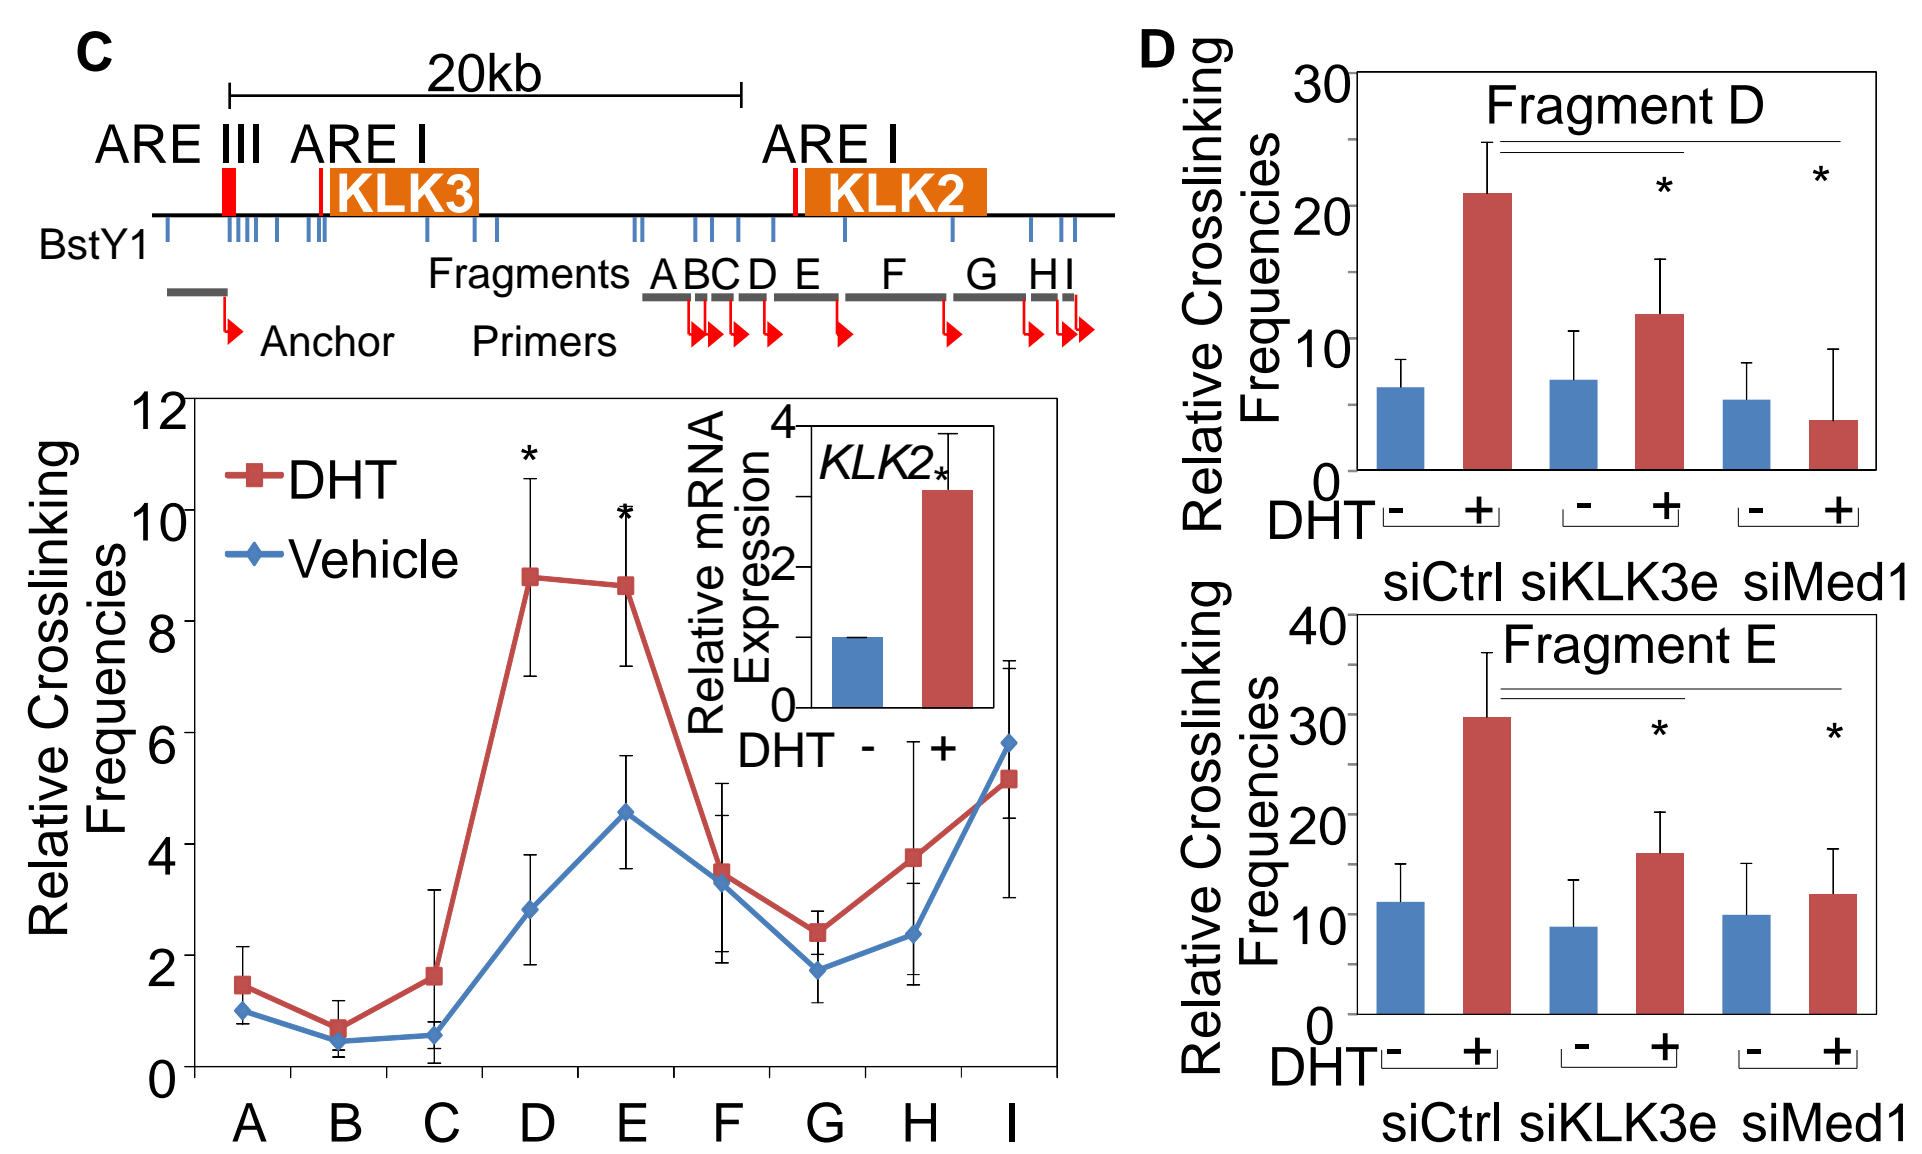 C
20kb
ARE III ARE I ARE I
KLK3 KLK2
BstY1
Fragments A B C D E F G H I
Anchor Primers
Relative Crosslinking
Frequencies
12
10
8
6
4
2
0
DHT
Vehicle
*
*
A B C D E F G H I
Relative mRNA
Expression
4
2
0
KLK2
*
DHT - +
D
Relative Crosslinking
Frequencies
30
20
10
0
Fragment D
* *
DHT - + - + - +
siCtrl siKLK3e siMed1
Relative Crosslinking
Frequencies
40
30
20
10
0
Fragment E
* *
DHT - + - + - +
siCtrl siKLK3e siMed1